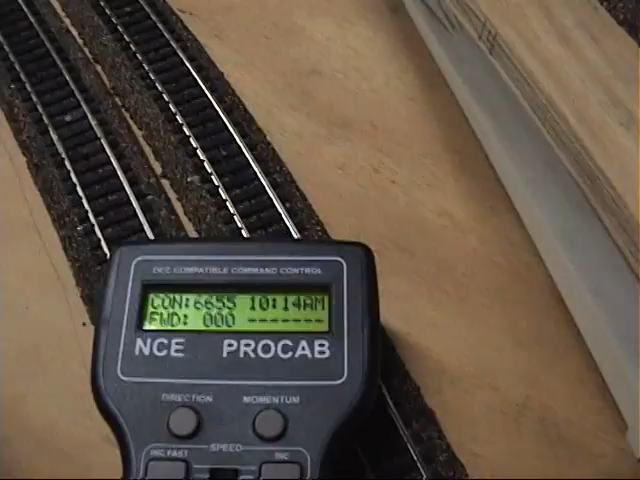 DCC COMPATIBLE COMMAND CONTROL
CON:6655 10:14AM
FWD: 000 -------
NCE PROCAB
DIRECTION MOMENTUM
INC FAST SPEED INC